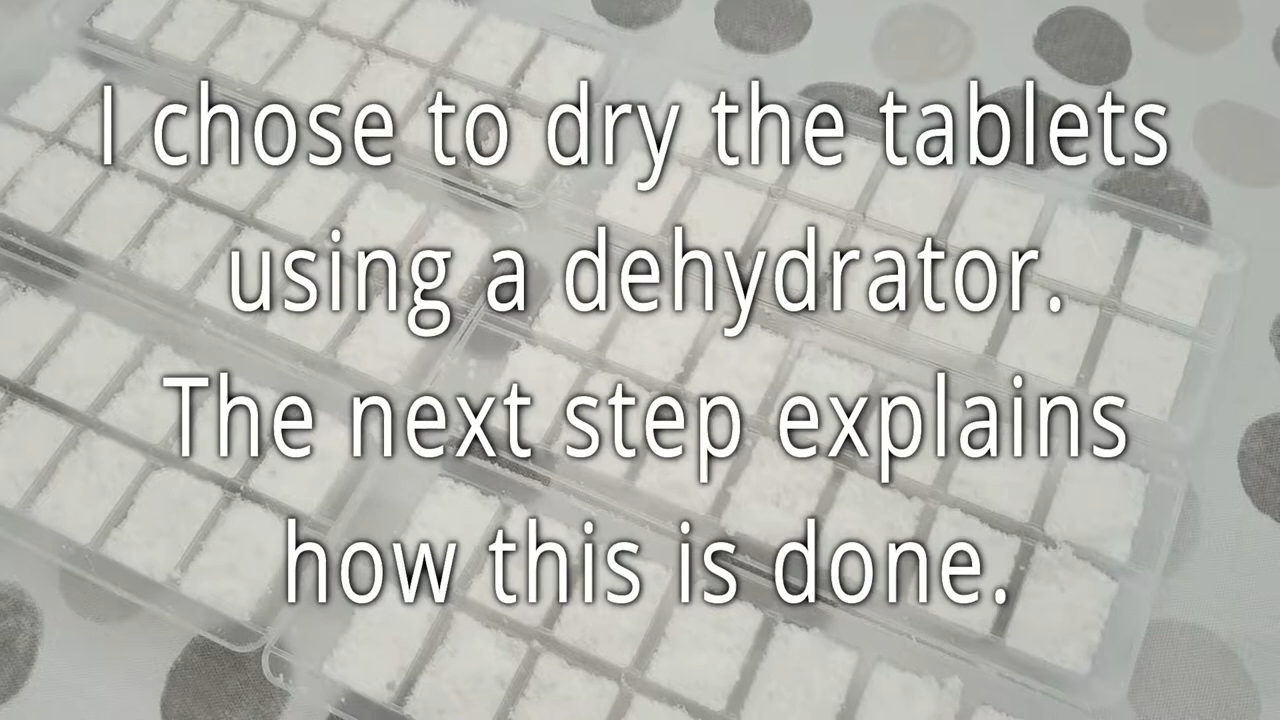 I chose to dry the tablets
using a dehydrator.
The next step explains
how this is done.